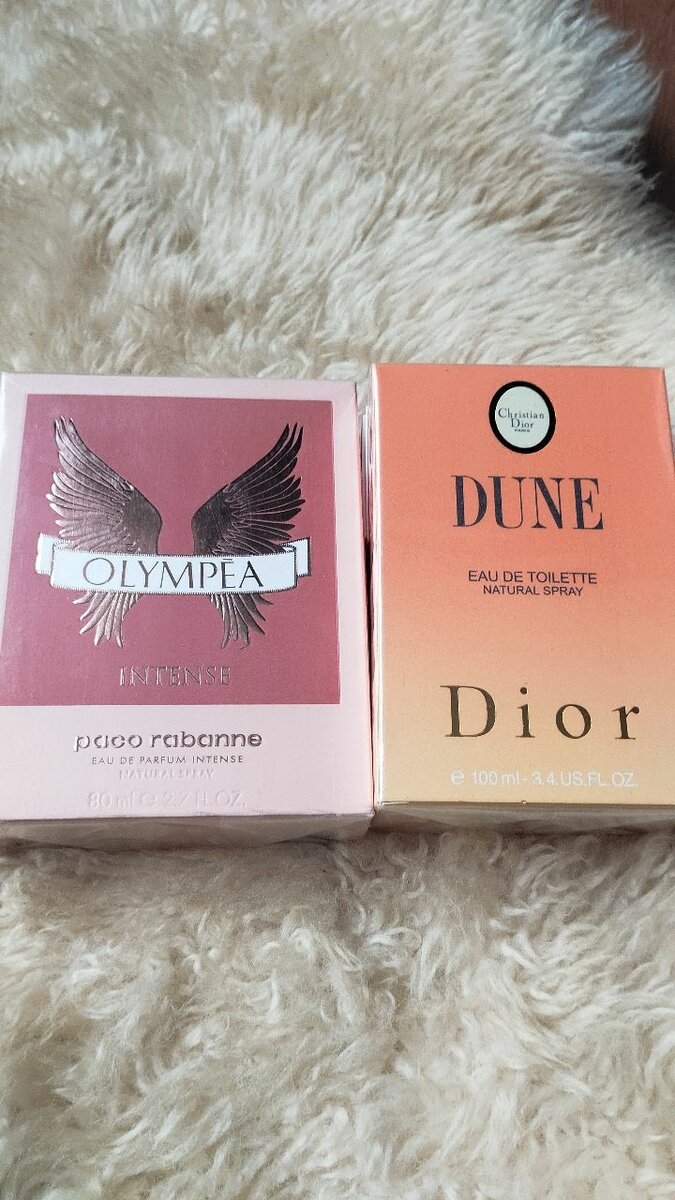 OLYMPĒA
INTENSE
paco rabanne
EAU DE PARFUM INTENSE
NATURAL SPRAY
80 ml e 2.7 FL.OZ.
Christian
Dior
PARIS
DUNE
EAU DE TOILETTE
NATURAL SPRAY
Dior
e 100 ml - 3.4.US.FL.OZ.